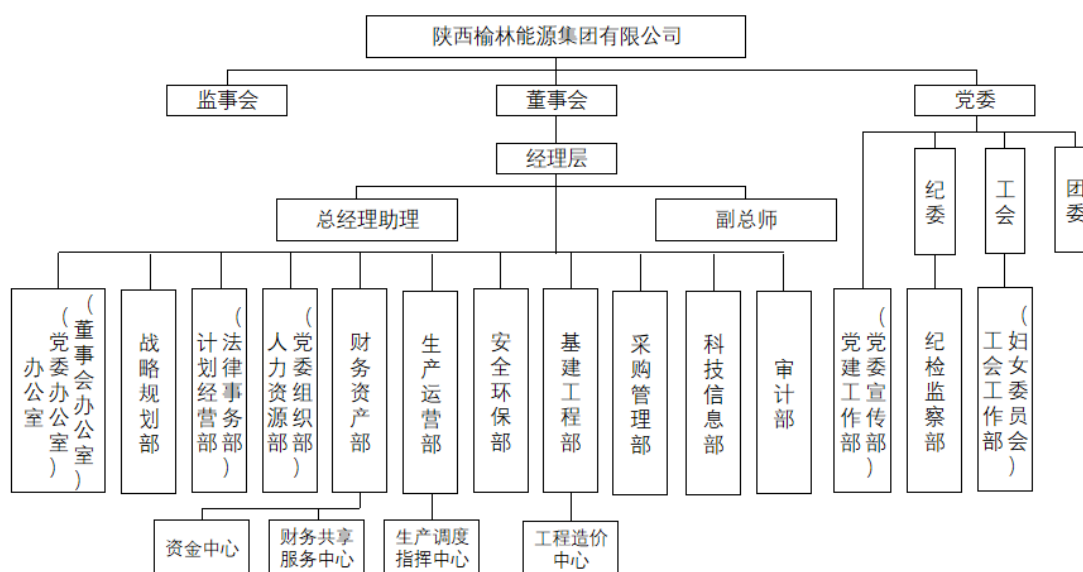 陕西榆林能源集团有限公司
监事会
董事会
党委
经理层
纪委
工会
团委
总经理助理
副总师
办公室
（党委办公室）
（董事会办公室）
战略规划部
计划经营部
（法律事务部）
人力资源部
（党委组织部）
财务资产部
生产运营部
安全环保部
基建工程部
采购管理部
科技信息部
审计部
党建工作部
（党委宣传部）
纪检监察部
工会工作部
（妇女委员会）
资金中心
财务共享
服务中心
生产调度
指挥中心
工程造价
中心